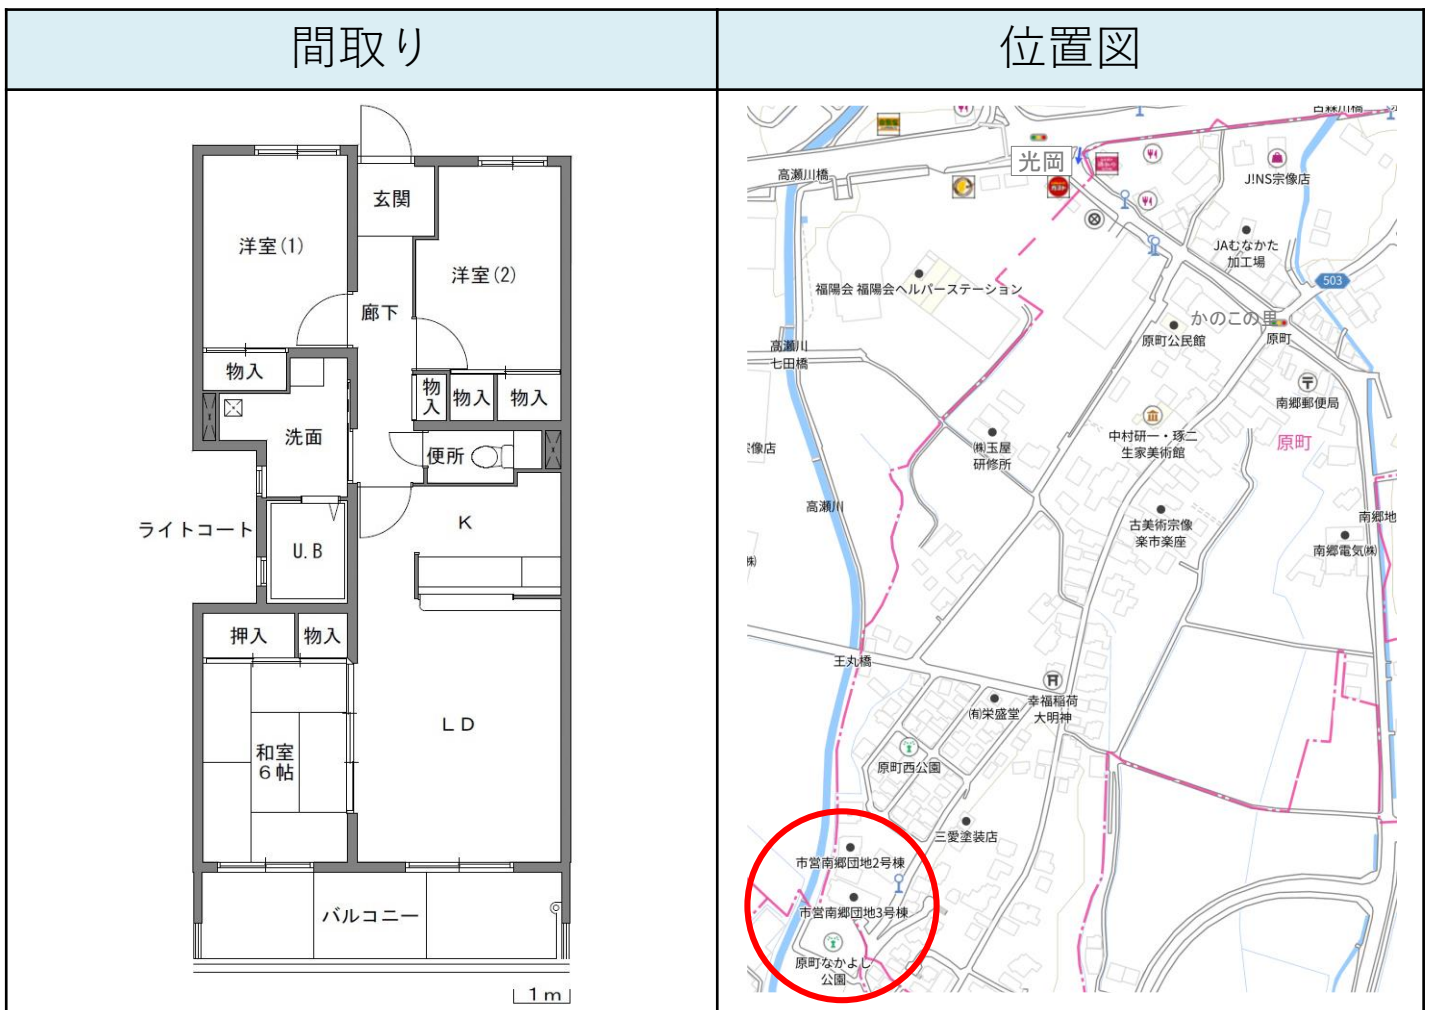 間取り
位置図
玄関
洋室(1)
洋室(2)
廊下
物入
物入
物入
物入
洗面
便所
K
ライトコート
U.B
押入
物入
LD
和室
6帖
バルコニー
1m
光岡
高瀬川橋
J!NS宗像店
JAむなかた
加工場
503
福陽会 福陽会ヘルパーステーション
かのこの里
原町公民館
原町
高瀬川
七田橋
南郷郵便局
中村研一・琢二
生家美術館
原町
㈱玉屋
研修所
宗像店
高瀬川
古美術宗像
楽市楽座
南郷地
南郷電気㈱
㈱
王丸橋
幸福稲荷
大明神
㈲栄盛堂
原町西公園
三愛塗装店
市営南郷団地2号棟
市営南郷団地3号棟
原町なかよし
公園